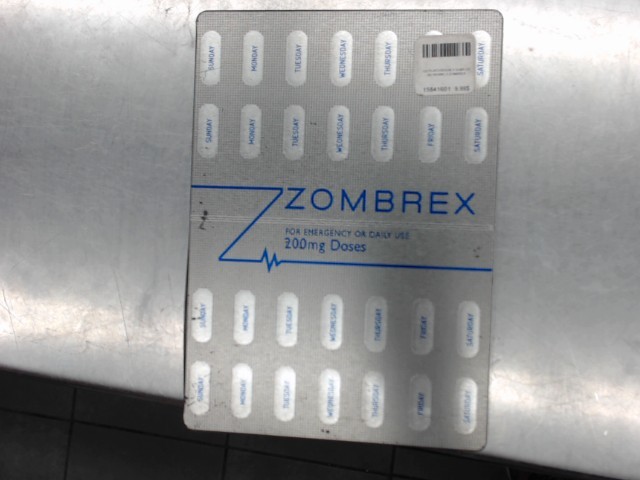 SUNDAY MONDAY TUESDAY WEDNESDAY THURSDAY SATURDAY
SUNDAY MONDAY TUESDAY WEDNESDAY THURSDAY FRIDAY SATURDAY
ZOMBREX
FOR EMERGENCY OR DAILY USE
200mg Doses
SUNDAY MONDAY TUESDAY WEDNESDAY THURSDAY FRIDAY SATURDAY
SUNDAY MONDAY TUESDAY WEDNESDAY THURSDAY FRIDAY SATURDAY